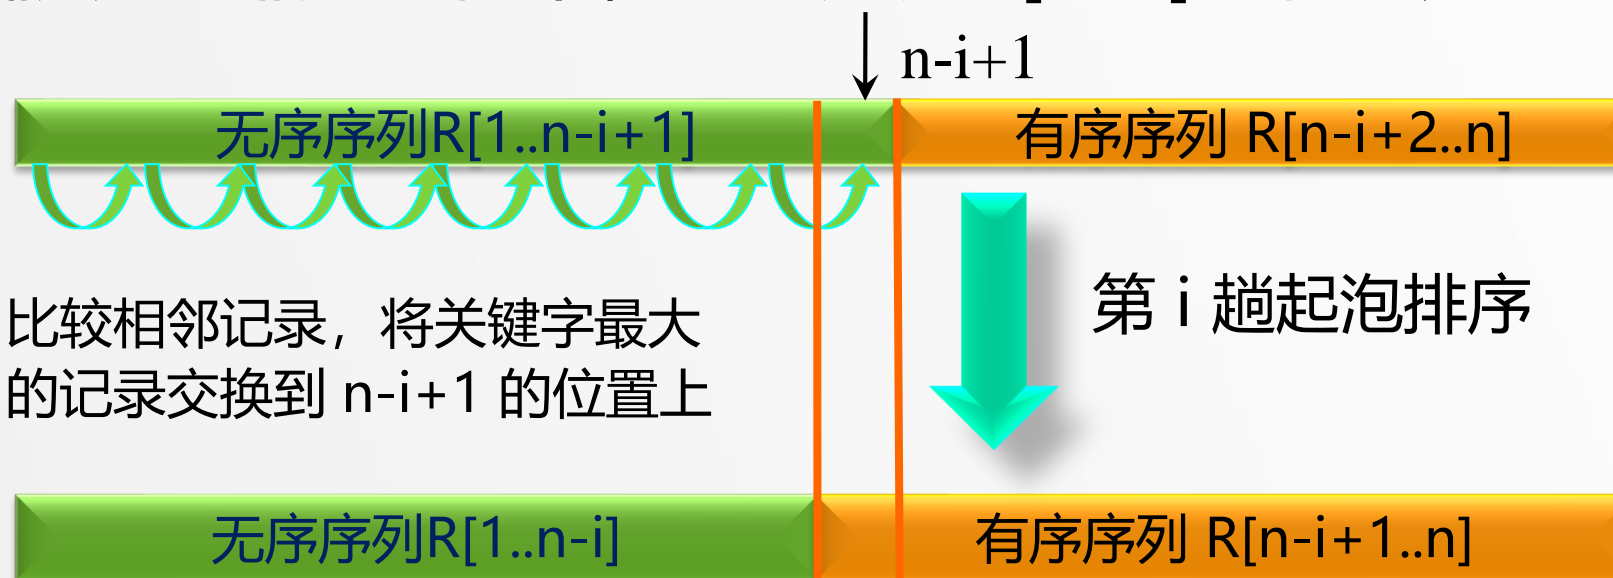 n-i+1
无序序列R[1..n-i+1]
有序序列 R[n-i+2..n]
第 i 趟起泡排序
比较相邻记录，将关键字最大
的记录交换到 n-i+1 的位置上
无序序列R[1..n-i]
有序序列 R[n-i+1..n]